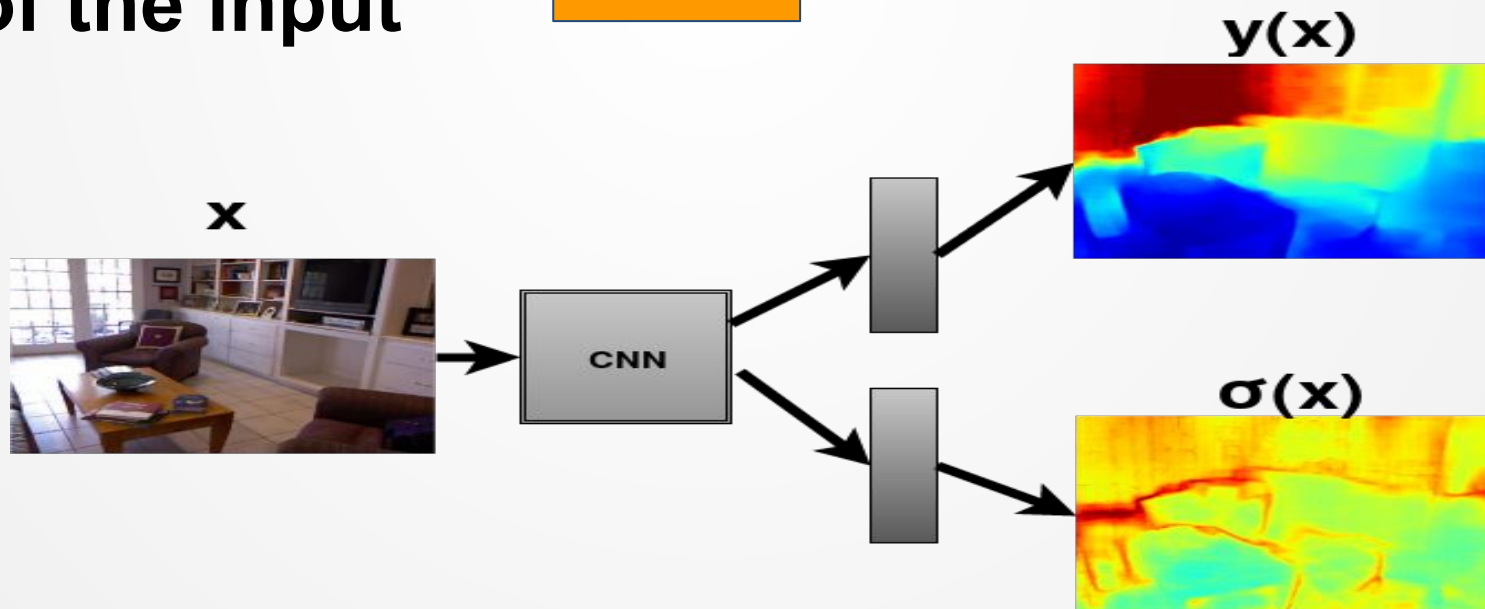 of the input
y(x)
x
CNN
σ(x)